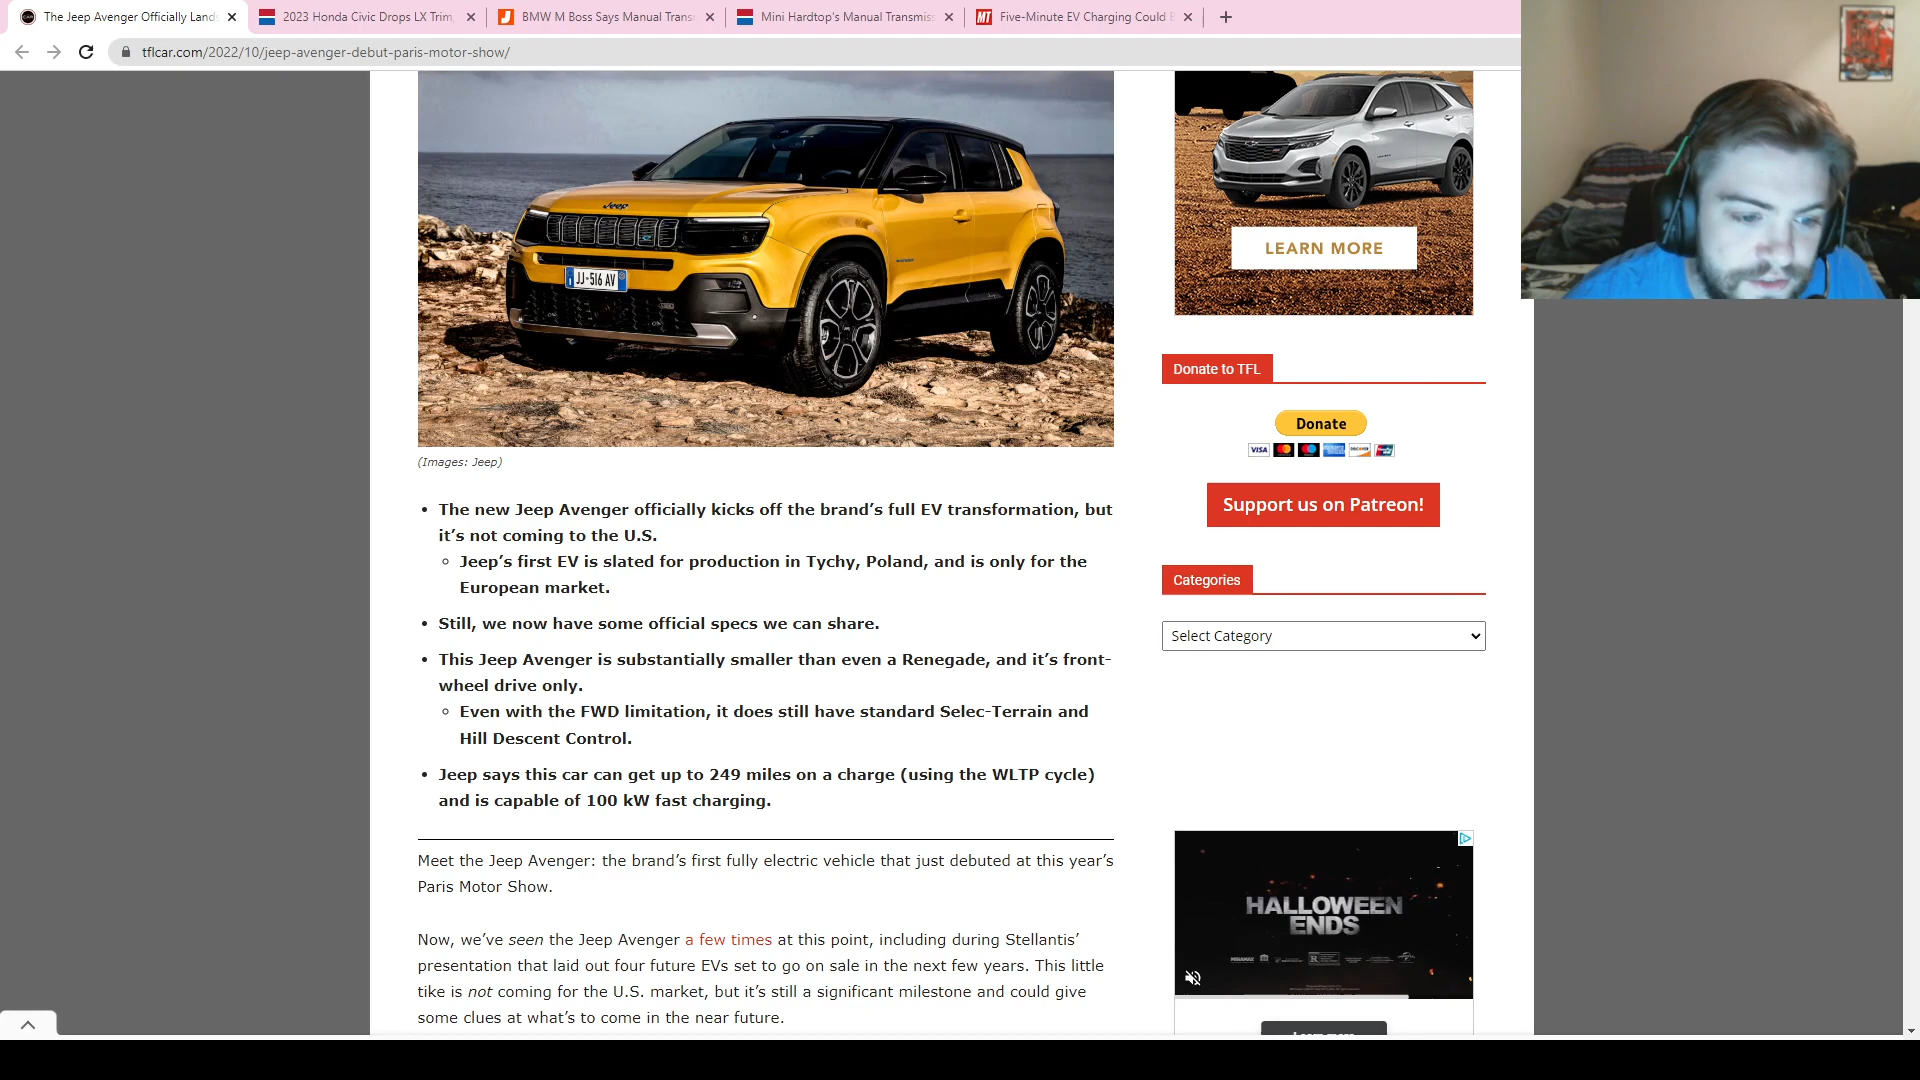 The Jeep Avenger Officially Land
2023 Honda Civic Drops LX Trim,
BMW M Boss Says Manual Trans
Mini Hardtop's Manual Transmiss
Five-Minute EV Charging Could B
tflcar.com/2022/10/jeep-avenger-debut-paris-motor-show/
Jeep
JJ-516 AV
LEARN MORE
(Images: Jeep)
Donate to TFL
Donate
VISA
Support us on Patreon!
• The new Jeep Avenger officially kicks off the brand’s full EV transformation, but
it’s not coming to the U.S.
Jeep’s first EV is slated for production in Tychy, Poland, and is only for the
European market.
• Still, we now have some official specs we can share.
• This Jeep Avenger is substantially smaller than even a Renegade, and it’s front-
wheel drive only.
Even with the FWD limitation, it does still have standard Selec-Terrain and
Hill Descent Control.
• Jeep says this car can get up to 249 miles on a charge (using the WLTP cycle)
and is capable of 100 kW fast charging.
Categories
Select Category
Meet the Jeep Avenger: the brand’s first fully electric vehicle that just debuted at this year’s
Paris Motor Show.
Now, we’ve seen the Jeep Avenger a few times at this point, including during Stellantis’
presentation that laid out four future EVs set to go on sale in the next few years. This little
tike is not coming for the U.S. market, but it’s still a significant milestone and could give
some clues at what’s to come in the near future.
HALLOWEEN
ENDS
MIRAMAX